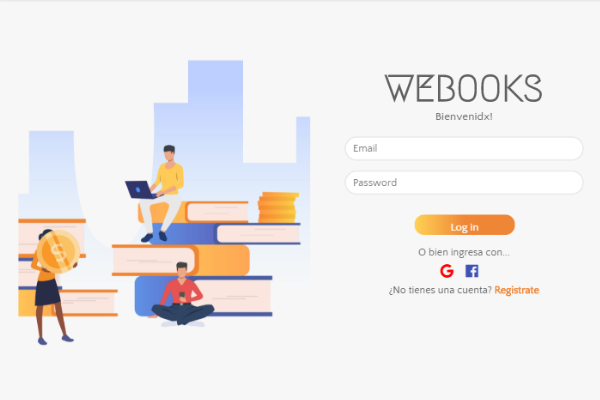 WEBOOKS
Bienvenidx!
Email
Password
Log in
O bien ingresa con...
¿No tienes una cuenta? Registrate